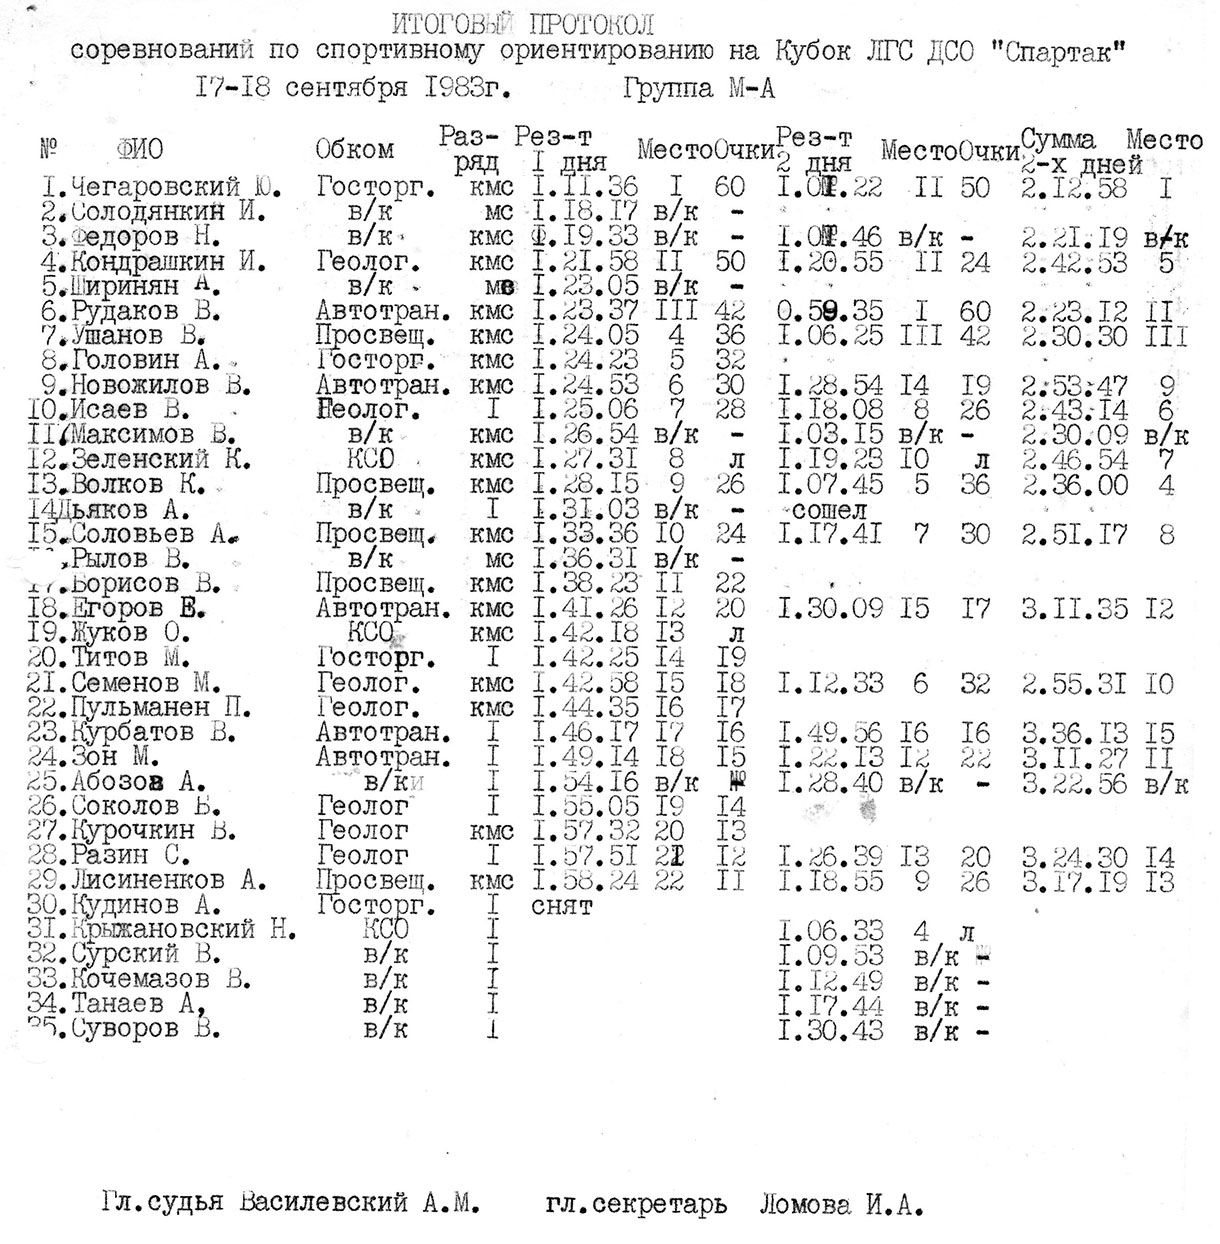 ИТОГОВЫЙ ПРОТОКОЛ
соревнований по спортивному ориентированию на Кубок ЛГС ДСО "Спартак"
I7-I8 сентября I983г. Группа М-А
№ ФИО Обком Раз-ряд Рез-т I дня Место Очки Рез-т 2 дня Место Очки Сумма 2-х дней Место
I.Чегаровский Ю. Госторг. кмс I.II.36 I 60 I.0I.22 II 50 2.I2.58 I
2.Солодянкин И. в/к мс I.I8.I7 в/к -
3.Федоров Н. в/к кмс I.I9.33 в/к - I.0I.46 в/к - 2.2I.I9 в/к
4.Кондрашкин И. Геолог. кмс I.2I.58 II 50 I.20.55 II 24 2.42.53 5
5.Ширинян А. в/к мс I.23.05 в/к -
6.Рудаков В. Автотран. кмс I.23.37 III 42 0.59.35 I 60 2.23.I2 II
7.Ушанов В. Просвещ. кмс I.24.05 4 36 I.06.25 III 42 2.30.30 III
8.Головин А. Госторг. кмс I.24.23 5 32
9.Новожилов В. Автотран. кмс I.24.53 6 30 I.28.54 I4 I9 2.53.47 9
I0.Исаев В. Геолог. I I.25.06 7 28 I.I8.08 8 26 2.43.I4 6
II.Максимов В. в/к кмс I.26.54 в/к - I.03.I5 в/к - 2.30.09 в/к
I2.Зеленский К. КСО кмс I.27.3I 8 л I.I9.23 I0 л 2.46.54 7
I3.Волков К. Просвещ. кмс I.28.I5 9 26 I.07.45 5 36 2.36.00 4
I4Дьяков А. в/к I I.3I.03 в/к - сошел
I5.Соловьев А. Просвещ. кмс I.33.36 I0 24 I.I7.4I 7 30 2.5I.I7 8
.Рылов В. в/к мс I.36.3I в/к -
I7.Борисов В. Просвещ. кмс I.38.23 II 22
I8.Егоров Е. Автотран. кмс I.4I.26 I2 20 I.30.09 I5 I7 3.II.35 I2
I9.Жуков О. КСО кмс I.42.I8 I3 л
20.Титов М. Госторг. I I.42.25 I4 I9
2I.Семенов М. Геолог. кмс I.42.58 I5 I8 I.I2.33 6 32 2.55.3I I0
22.Пульманен П. Геолог. кмс I.44.35 I6 I7
23.Курбатов В. Автотран. I I.46.I7 I7 I6 I.49.56 I6 I6 3.36.I3 I5
24.Зон М. Автотран. I I.49.I4 I8 I5 I.22.I3 I2 22 3.II.27 II
25.Абозов А. в/к I I.54.I6 в/к I.28.40 в/к - 3.22.56 в/к
26.Соколов В. Геолог I I.55.05 I9 I4
27.Курочкин В. Геолог кмс I.57.32 20 I3
28.Разин С. Геолог I I.57.5I 2I I2 I.26.39 I3 20 3.24.30 I4
29.Лисиненков А. Просвещ. кмс I.58.24 22 II I.I8.55 9 26 3.I7.I9 I3
30.Кудинов А. Госторг. I снят
3I.Крыжановский Н. КСО I I.06.33 4 л
32.Сурский В. в/к I I.09.53 в/к -
33.Кочемазов В. в/к I I.I2.49 в/к -
34.Танаев А, в/к I I.I7.44 в/к -
35.Суворов В. в/к I I.30.43 в/к -
Гл.судья Василевский А.М. гл.секретарь Ломова И.А.